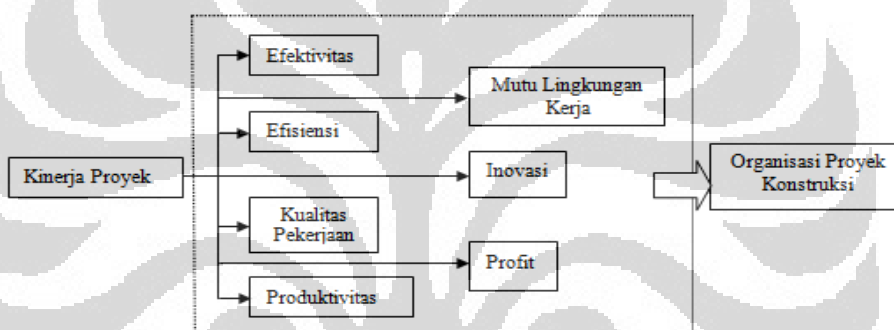 Efektivitas
Mutu Lingkungan
Kerja
Efisiensi
Kinerja Proyek
Inovasi
Organisasi Proyek
Konstruksi
Kualitas
Pekerjaan
Profit
Produktivitas